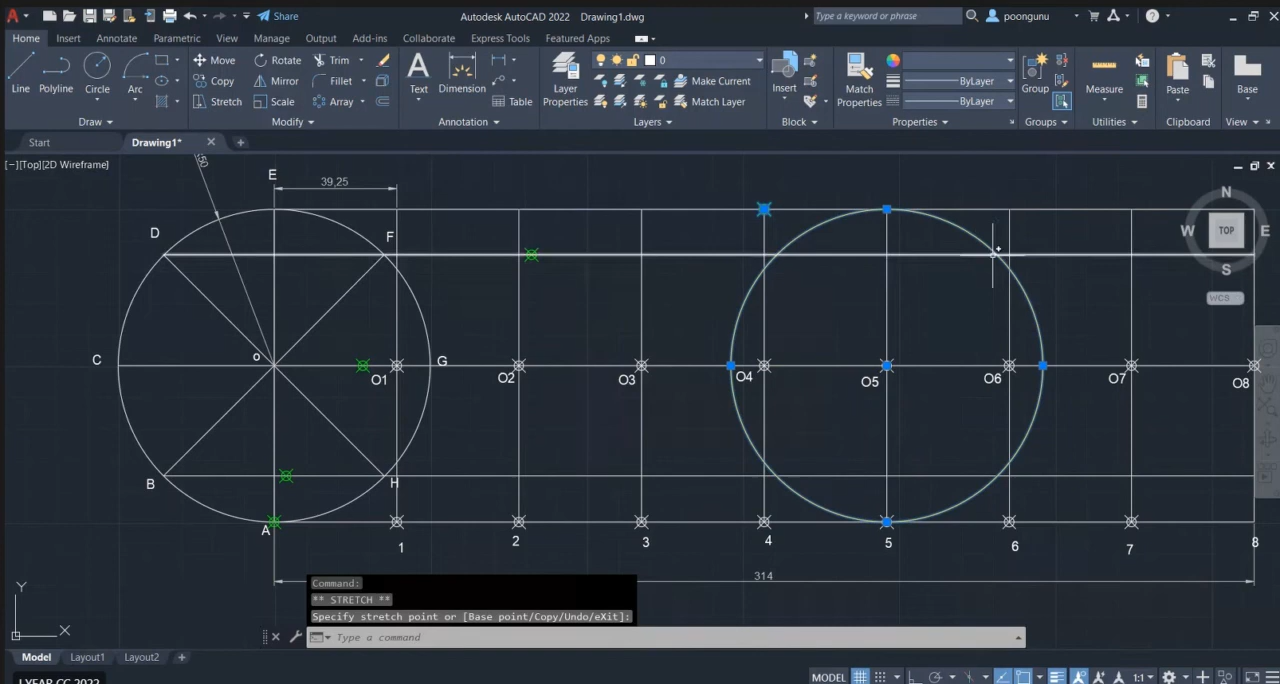 Share
Autodesk AutoCAD 2022 Drawing1.dwg
Type a keyword or phrase
poongunu
Home Insert Annotate Parametric View Manage Output Add-ins Collaborate Express Tools Featured Apps
Line Polyline Circle Arc
Move Rotate Trim
Copy Mirror Fillet
Stretch Scale Array
Text Dimension Table
Layer Properties
0
Make Current
Match Layer
Insert
Match Properties
ByLayer
ByLayer
Group Measure Paste Base
Draw Modify Annotation Layers Block Properties Groups Utilities Clipboard View
Start Drawing1*
[−][Top][2D Wireframe]
E
39,25
N
W TOP E
S
WCS
D F
C o G
O1 O2 O3 O4 O5 O6 O7 O8
B H
A
1 2 3 4 5 6 7 8
314
Command:
** STRETCH **
Specify stretch point or [Base point/Copy/Undo/eXit]:
Type a command
Y
X
Model Layout1 Layout2
MODEL 1:1
I YEAR CC 2022